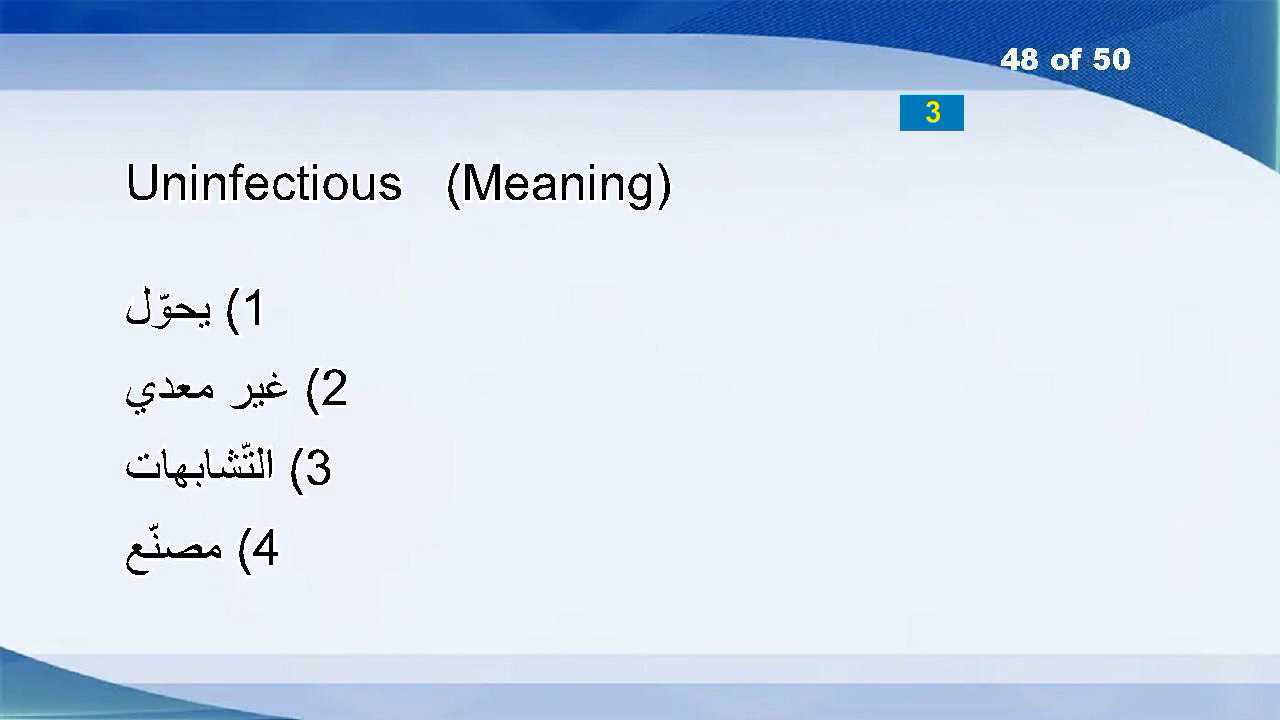 48 of 50
3
Uninfectious (Meaning)
1) يحوّل
2) غير معدي
3) التّشابهات
4) مصنّع